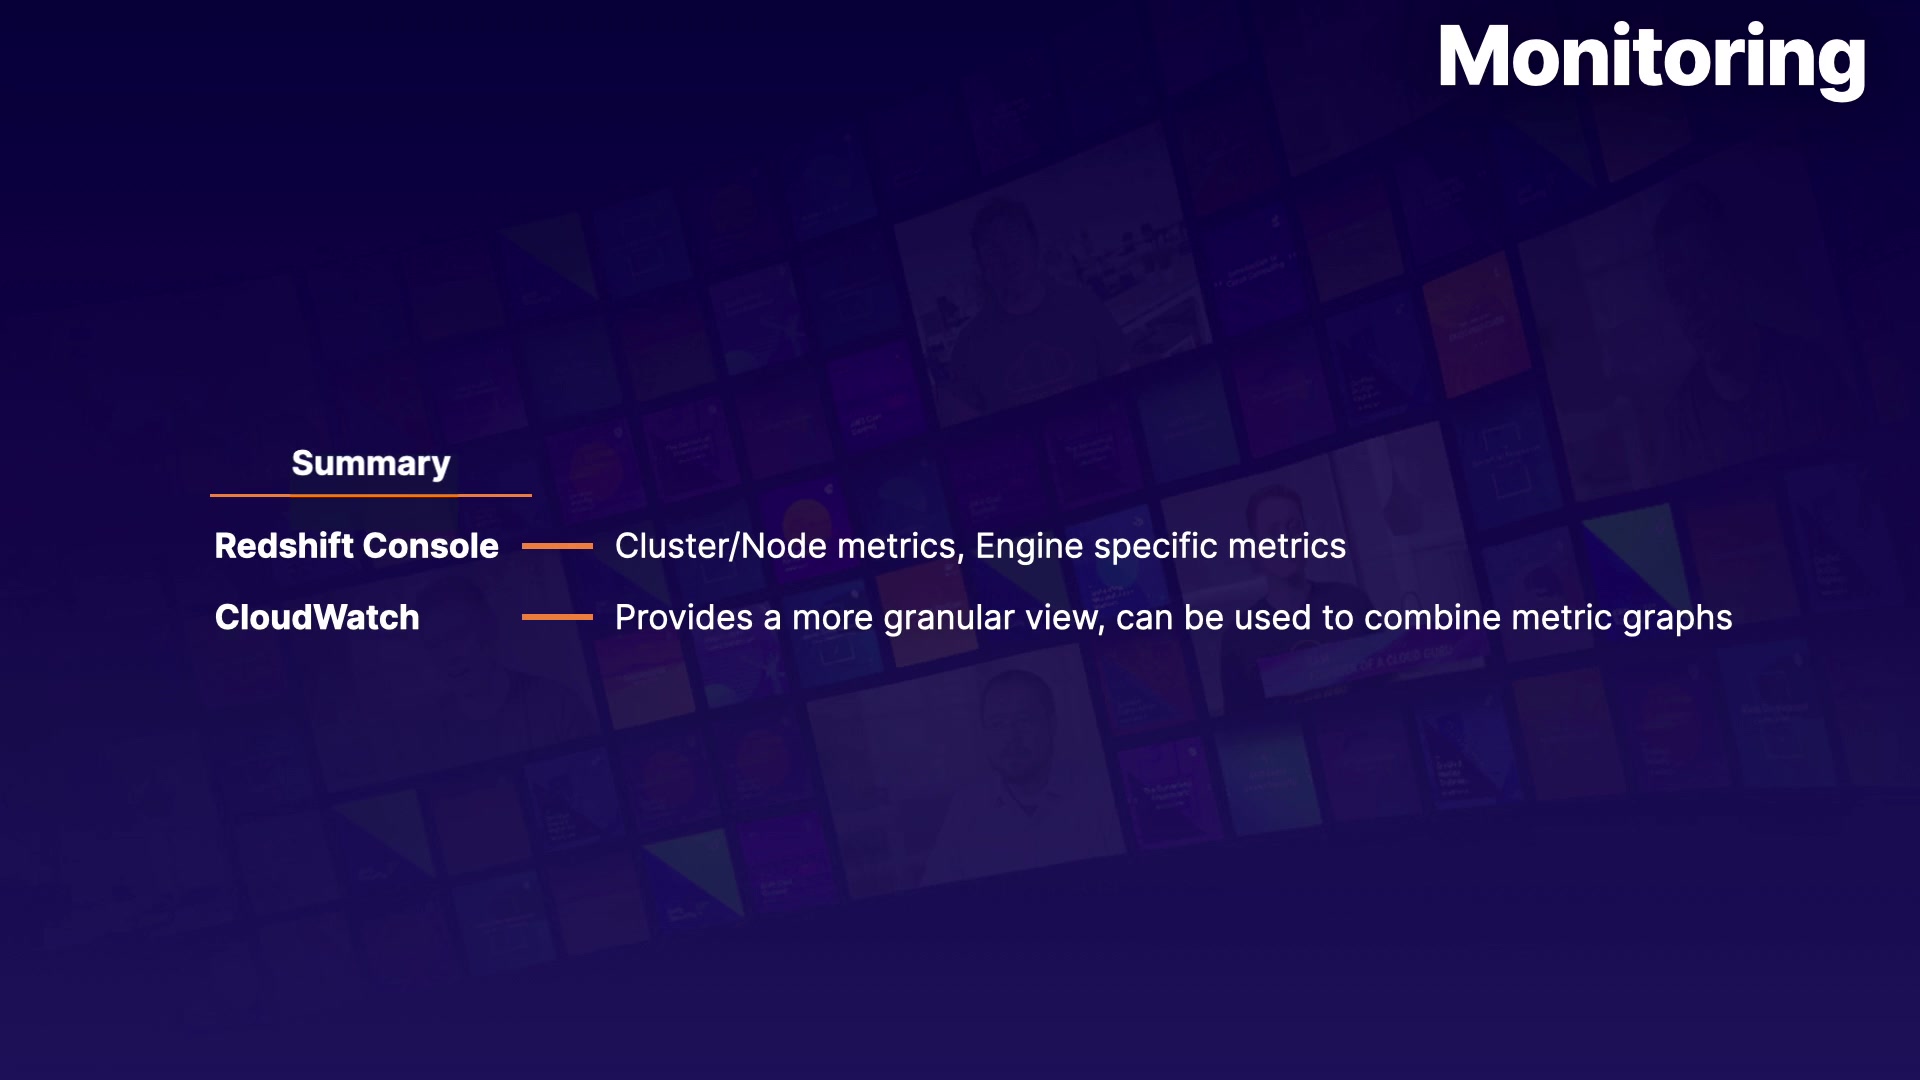 Monitoring
Summary
Redshift Console — Cluster/Node metrics, Engine specific metrics
CloudWatch — Provides a more granular view, can be used to combine metric graphs